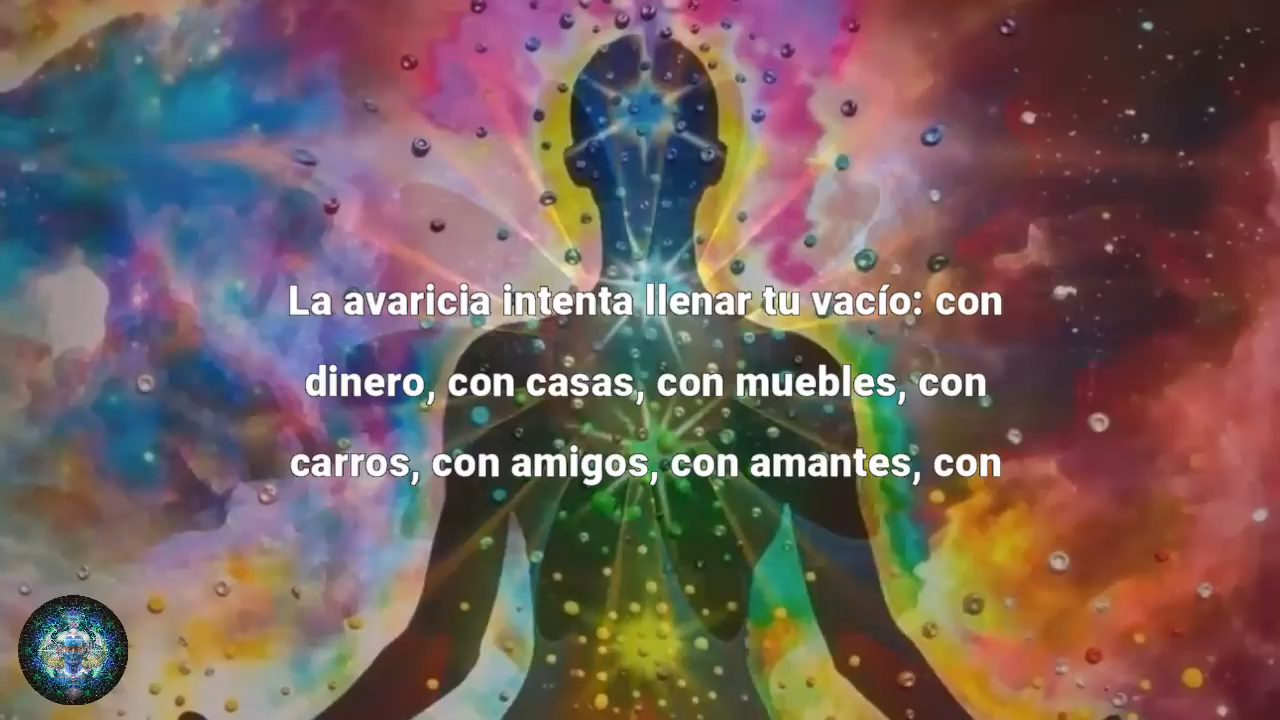 La avaricia intenta llenar tu vacío: con
dinero, con casas, con muebles, con
carros, con amigos, con amantes, con